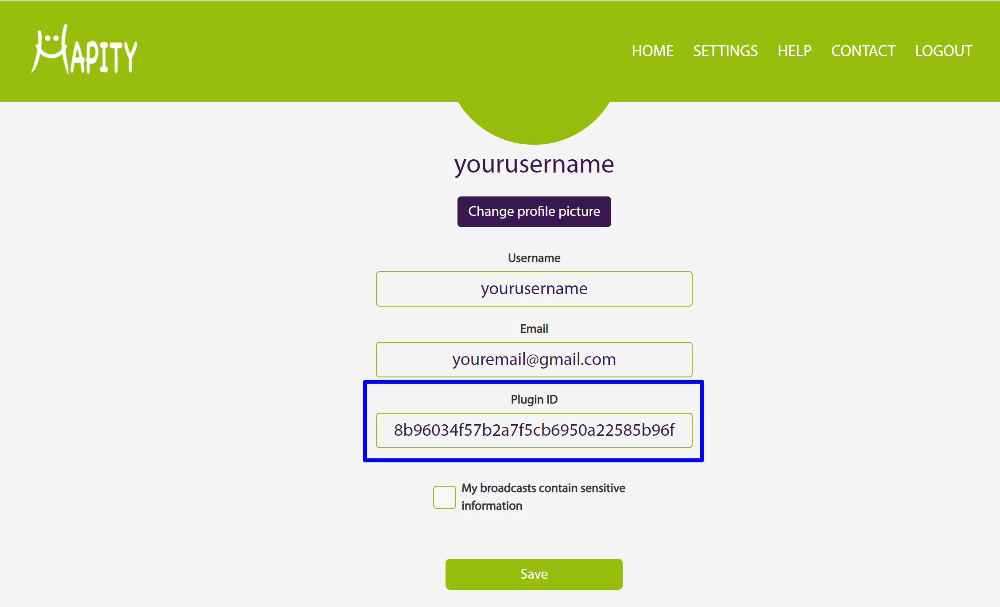 HAPITY
HOME SETTINGS HELP CONTACT LOGOUT
yourusername
Change profile picture
Username
yourusername
Email
youremail@gmail.com
Plugin ID
8b96034f57b2a7f5cb6950a22585b96f
My broadcasts contain sensitive
information
Save